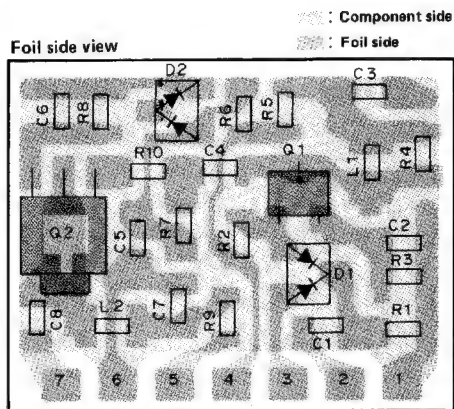 : Component side
: Foil side
Foil side view
D2
C3
C6
R8
R6
R5
R10
C4
Q1
L1
R4
Q2
C5
R7
R2
C2
R3
D1
C8
L2
C7
R9
C1
R1
7 6 5 4 3 2 1